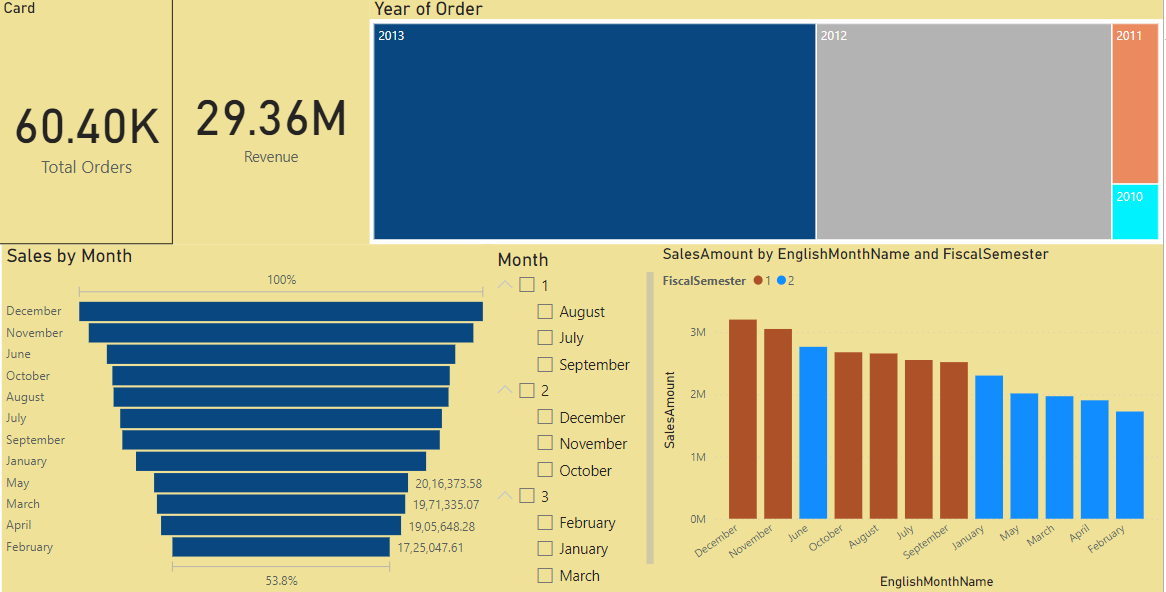 Card
60.40K
Total Orders
29.36M
Revenue
Year of Order
2013
2012
2011
2010
Sales by Month
100%
December
November
June
October
August
July
September
January
May 20,16,373.58
March 19,71,335.07
April 19,05,648.28
February 17,25,047.61
53.8%
Month
1
August
July
September
2
December
November
October
3
February
January
March
SalesAmount by EnglishMonthName and FiscalSemester
FiscalSemester 1 2
SalesAmount
3M
2M
1M
0M
December
November
June
October
August
July
September
January
May
March
April
February
EnglishMonthName